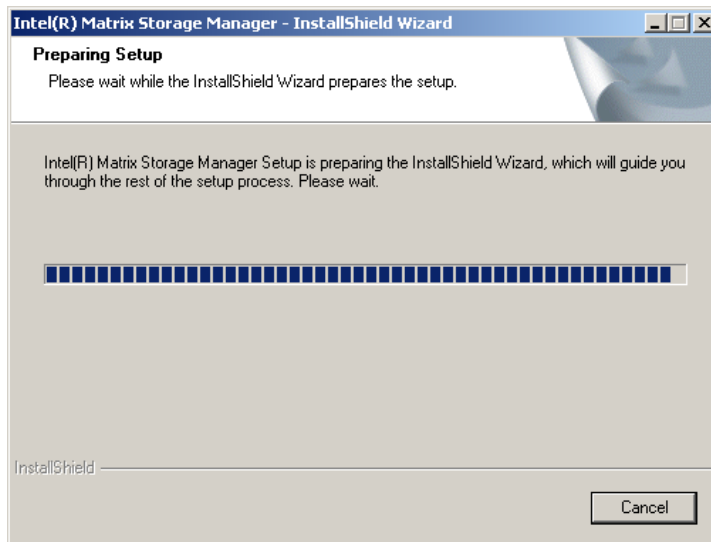 Intel(R) Matrix Storage Manager - InstallShield Wizard
Preparing Setup
Please wait while the InstallShield Wizard prepares the setup.
Intel(R) Matrix Storage Manager Setup is preparing the InstallShield Wizard, which will guide you
through the rest of the setup process. Please wait.
InstallShield
Cancel